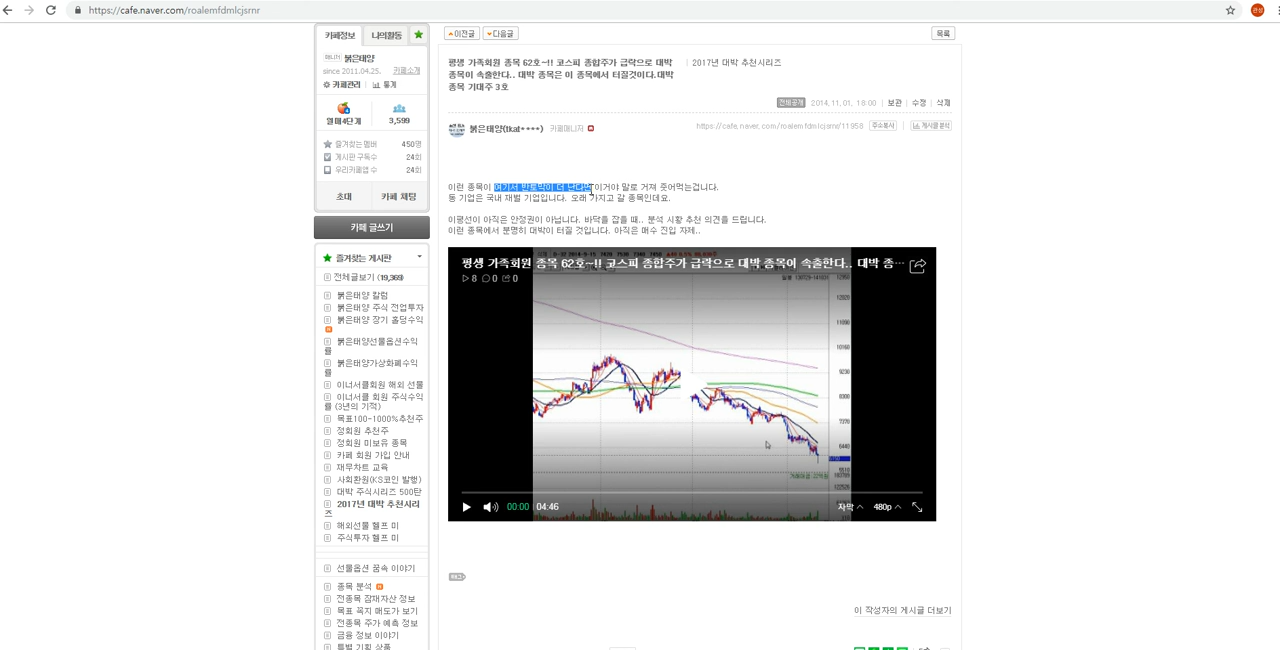 https://cafe.naver.com/roalemfdmlcjsrnr
카페정보 나의활동
매니저 붉은태양
since 2011.04.25. 카페소개
카페관리 통계
열매4단계 3,599
즐겨찾는 멤버 450명
게시판 구독수 24회
우리카페앱 수 24회
초대 카페 채팅
카페 글쓰기
즐겨찾는 게시판
전체글보기 (19,369)
붉은태양 칼럼
붉은태양 주식 전업투자
붉은태양 장기 홀딩수익
붉은태양선물옵션수익
률
붉은태양가상화폐수익
률
이너서클회원 해외 선물
이너서클 회원 주식수익
률 (3년의 기적)
목표100-1000%추천주
정회원 추천주
정회원 미보유 종목
카페 회원 가입 안내
재무차트 교육
사회환원(KS코인 발행)
대박 주식시리즈 500탄
2017년 대박 추천시리
즈
해외선물 헬프 미
주식투자 헬프 미
선물옵션 꿈속 이야기
종목 분석
전종목 잠재자산 정보
목표 폭지 매도가 보기
전종목 주가 예측 정보
금융 정보 이야기
특별 기획 상품
이전글 다음글 목록
평생 가족회원 종목 62호~!! 코스피 종합주가 급락으로 대박
종목이 속출한다.. 대박 종목은 이 종목에서 터질것이다.대박
종목 기대주 3호
2017년 대박 추천시리즈
전체공개 2014.11.01. 18:00 보관 수정 삭제
붉은태양(tkat****) 카페매니저
https://cafe.naver.com/roalemfdmlcjsrnr/11958 주소복사 게시글 분석
이런 종목이 여기서 반토막이 더 난다면 이거야 말로 거져 줏어먹는겁니다.
동 기업은 국내 재벌 기업입니다. 오래 가지고 갈 종목인데요.
이평선이 아직은 안정권이 아닙니다. 바닥을 잡을 때.. 분석 시황 추천 의견을 드립니다.
이런 종목에서 분명히 대박이 터질 것입니다. 아직은 매수 진입 자제..
평생 가족회원 종목 62호~!! 코스피 종합주가 급락으로 대박 종목이 속출한다.. 대박 종…
8 0 0
00:00 04:46 자막 480p
태그
이 작성자의 게시글 더보기